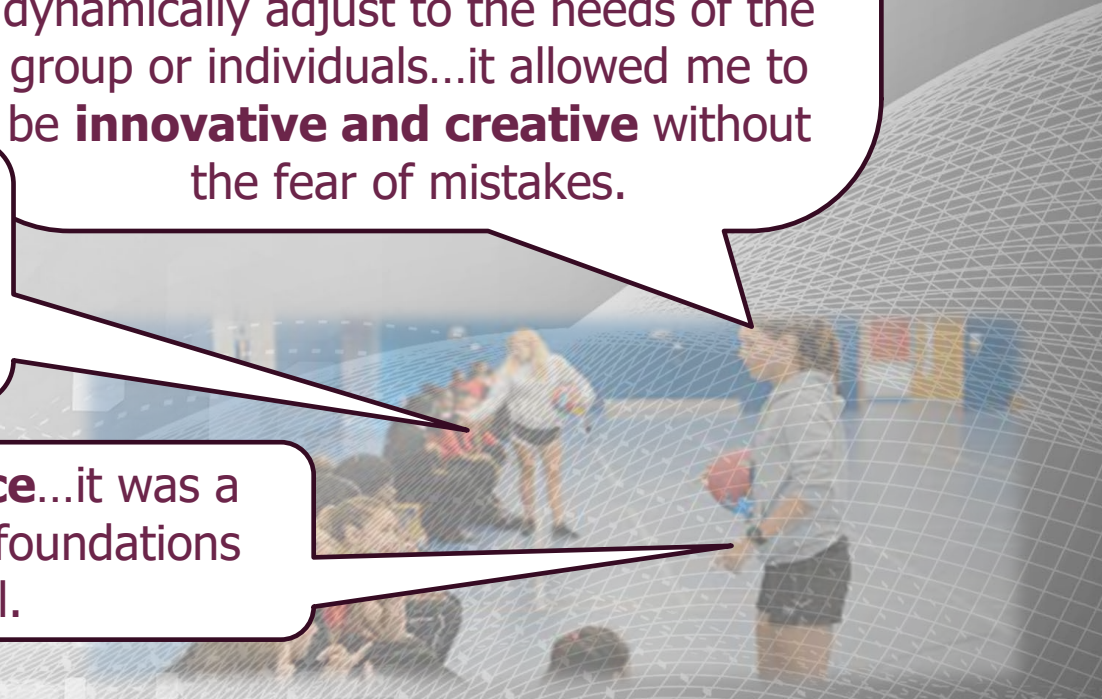 dynamically adjust to the needs of the
group or individuals…it allowed me to
be innovative and creative without
the fear of mistakes.
…it was a
foundations